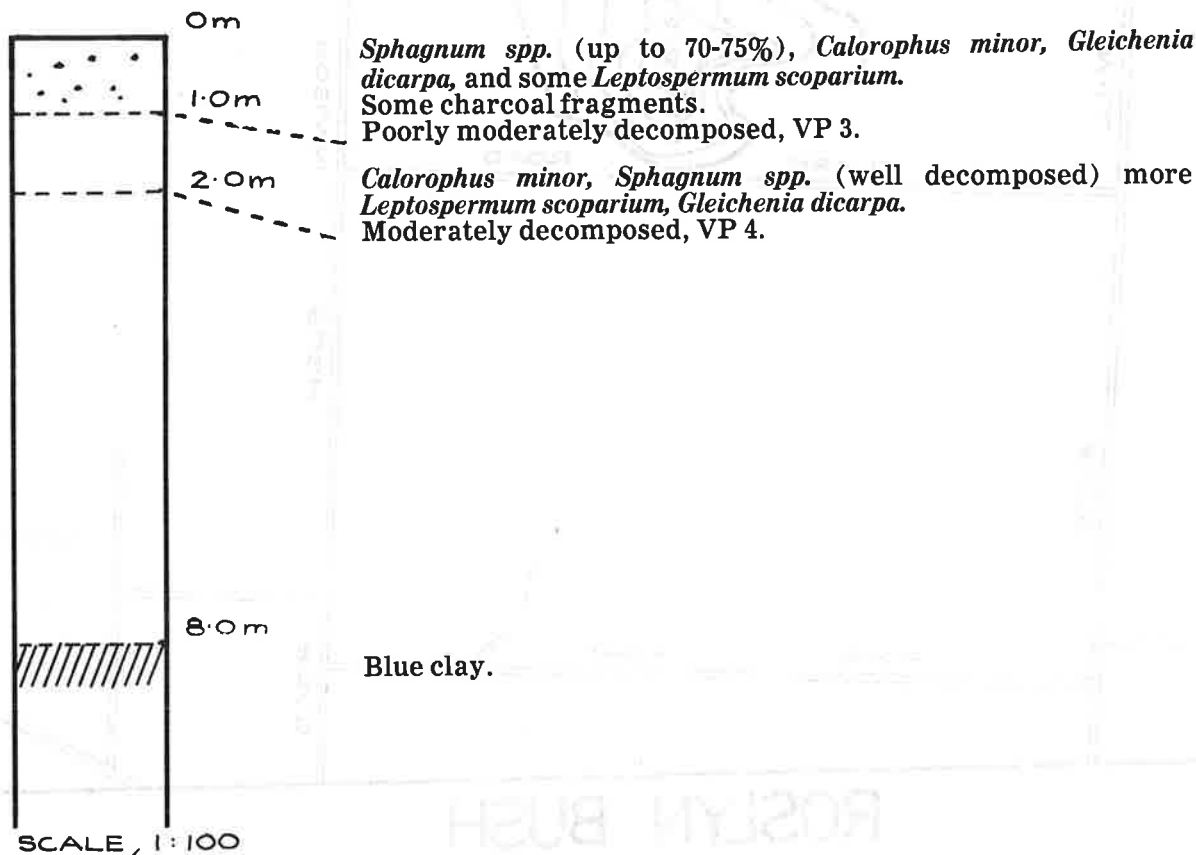 0m
Sphagnum spp. (up to 70-75%), Calorophus minor, Gleichenia
dicarpa, and some Leptospermum scoparium.
1.0m
Some charcoal fragments.
Poorly moderately decomposed, VP 3.
2.0m
Calorophus minor, Sphagnum spp. (well decomposed) more
Leptospermum scoparium, Gleichenia dicarpa.
Moderately decomposed, VP 4.
8.0m
Blue clay.
ROSLYN BUSH
SCALE, 1:100